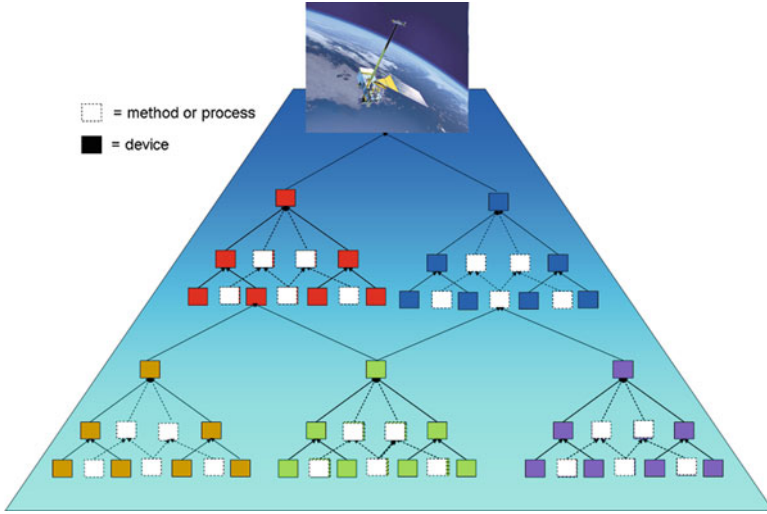 = method or process
= device